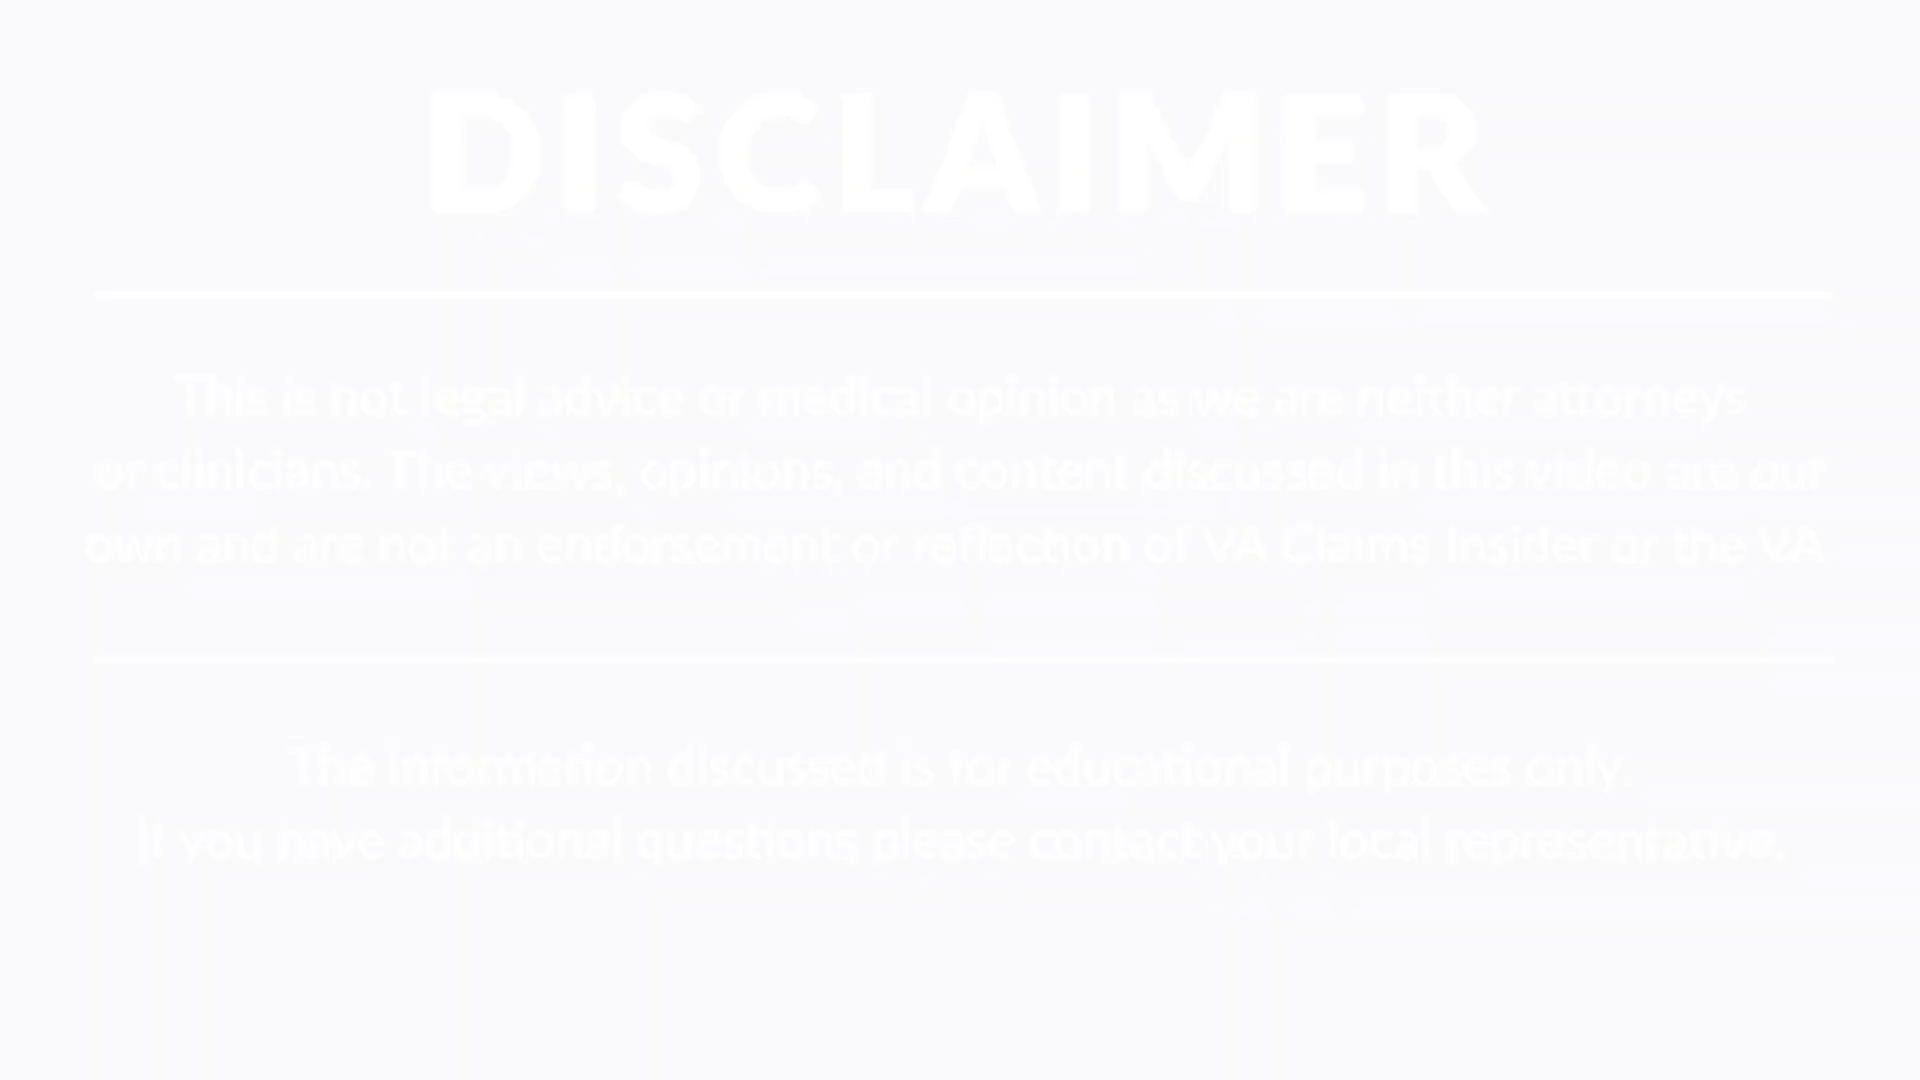 DISCLAIMER
This is not legal advice or medical opinion as we are neither attorneys
or clinicians. The views, opinions, and content discussed in this video are our
own and are not an endorsement or reflection of VA Claims Insider or the VA
The information discussed is for educational purposes only.
If you have additional questions please contact your local representative.